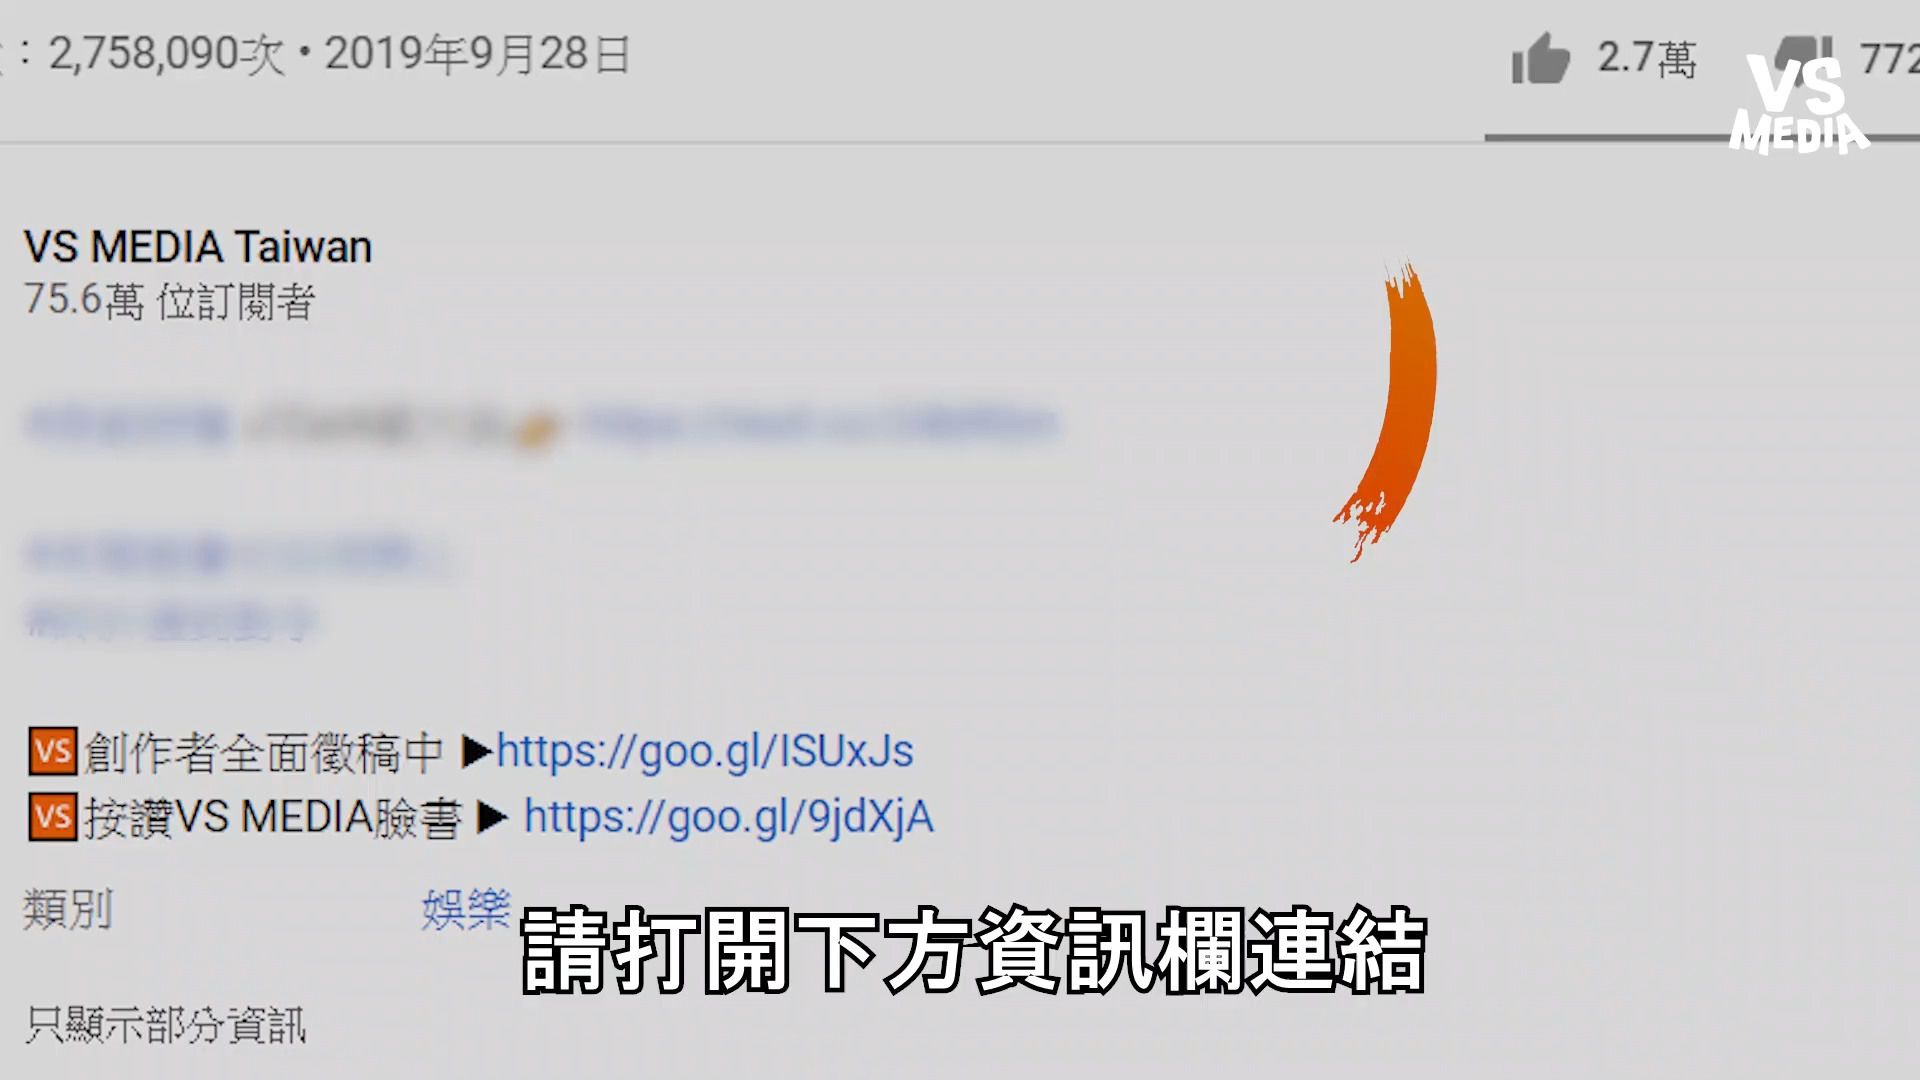 ：2,758,090次 • 2019年9月28日
2.7萬
772
VS
MEDIA
VS MEDIA Taiwan
75.6萬 位訂閱者
VS創作者全面徵稿中 ▶https://goo.gl/ISUxJs
VS按讚VS MEDIA臉書 ▶ https://goo.gl/9jdXjA
類別 娛樂
請打開下方資訊欄連結
只顯示部分資訊